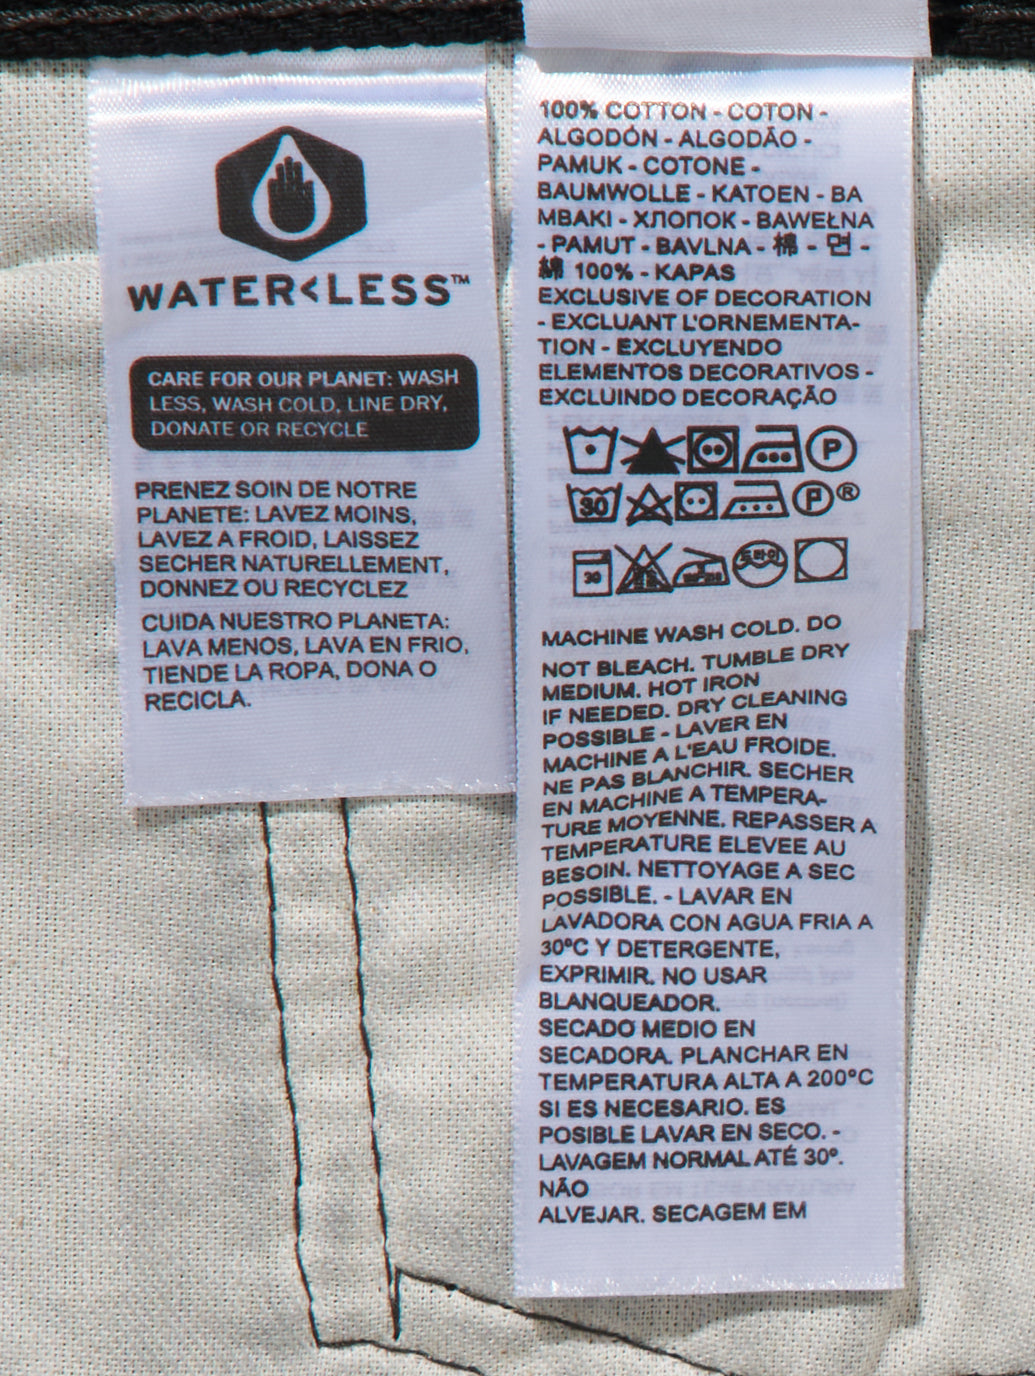 WATER<LESS™
CARE FOR OUR PLANET: WASH
LESS, WASH COLD, LINE DRY,
DONATE OR RECYCLE
PRENEZ SOIN DE NOTRE
PLANETE: LAVEZ MOINS,
LAVEZ A FROID, LAISSEZ
SECHER NATURELLEMENT,
DONNEZ OU RECYCLEZ
CUIDA NUESTRO PLANETA:
LAVA MENOS, LAVA EN FRIO,
TIENDE LA ROPA, DONA O
RECICLA.
100% COTTON - COTON -
ALGODÓN - ALGODÃO -
PAMUK - COTONE -
BAUMWOLLE - KATOEN - BA
MBAKI - ХЛОПОК - BAWEŁNA
- PAMUT - BAVLNA - 棉 - 면 -
綿 100% - KAPAS
EXCLUSIVE OF DECORATION
- EXCLUANT L'ORNEMENTA-
TION - EXCLUYENDO
ELEMENTOS DECORATIVOS -
EXCLUINDO DECORAÇÃO
P
30 P ®
30 드라이
MACHINE WASH COLD. DO
NOT BLEACH. TUMBLE DRY
MEDIUM. HOT IRON
IF NEEDED. DRY CLEANING
POSSIBLE - LAVER EN
MACHINE A L'EAU FROIDE.
NE PAS BLANCHIR. SECHER
EN MACHINE A TEMPERA-
TURE MOYENNE. REPASSER A
TEMPERATURE ELEVEE AU
BESOIN. NETTOYAGE A SEC
POSSIBLE. - LAVAR EN
LAVADORA CON AGUA FRIA A
30ºC Y DETERGENTE,
EXPRIMIR. NO USAR
BLANQUEADOR.
SECADO MEDIO EN
SECADORA. PLANCHAR EN
TEMPERATURA ALTA A 200ºC
SI ES NECESARIO. ES
POSIBLE LAVAR EN SECO. -
LAVAGEM NORMAL ATÉ 30º.
NÃO
ALVEJAR. SECAGEM EM